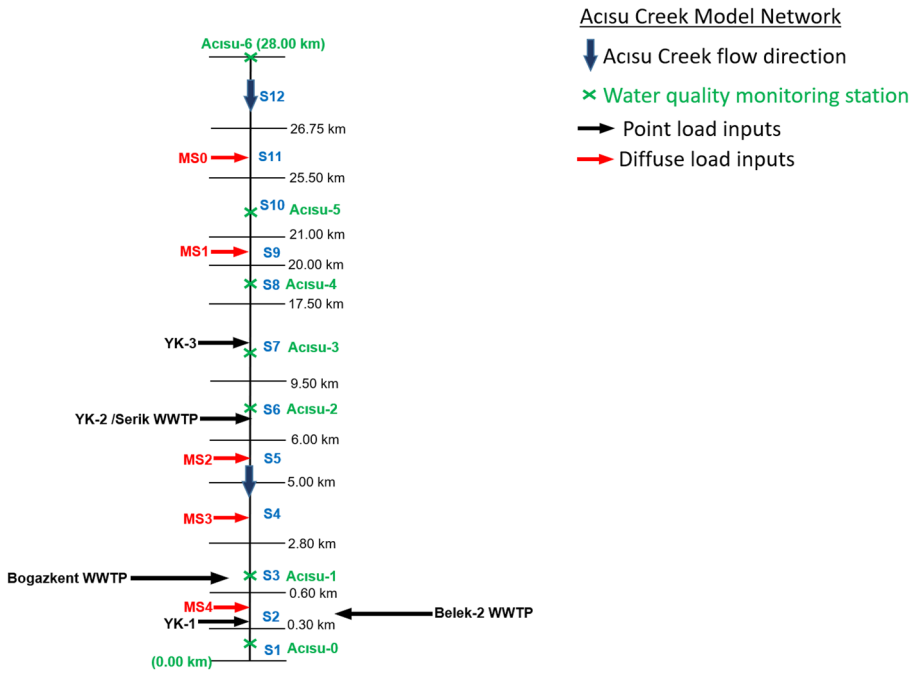 Acısu Creek Model Network
Acısu Creek flow direction
Water quality monitoring station
Point load inputs
Diffuse load inputs
Acısu-6 (28.00 km)
S12
26.75 km
MS0
S11
25.50 km
S10 Acısu-5
21.00 km
MS1
S9
20.00 km
S8 Acısu-4
17.50 km
YK-3
S7 Acısu-3
9.50 km
S6 Acısu-2
YK-2 /Serik WWTP
6.00 km
MS2
S5
5.00 km
S4
MS3
2.80 km
Bogazkent WWTP
S3 Acısu-1
0.60 km
MS4
S2
Belek-2 WWTP
YK-1
0.30 km
S1 Acısu-0
(0.00 km)